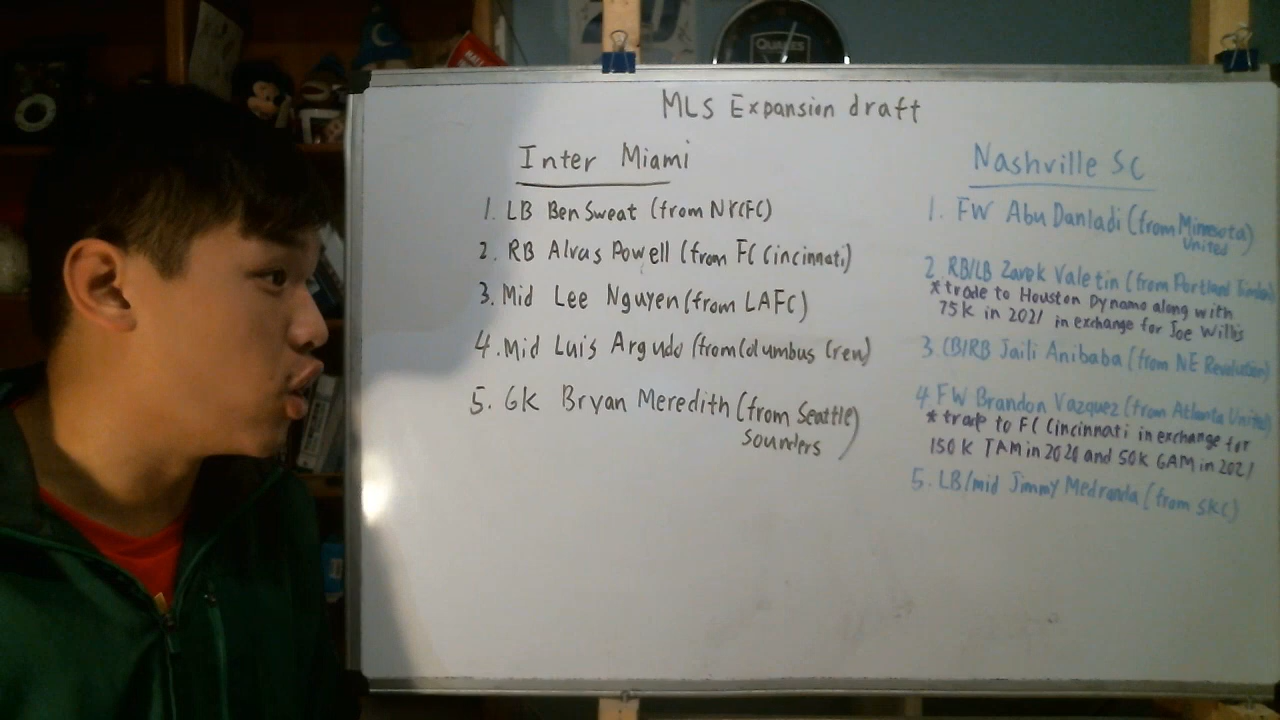 MLS Expansion draft
Inter Miami
1. LB Ben Sweat (from NYCFC)
2. RB Alvas Powell (from FC Cincinnati)
3. Mid Lee Nguyen (from LAFC)
4. Mid Luis Argudo (from Columbus Crew)
5. GK Bryan Meredith (from Seattle
Sounders)
Nashville SC
1. FW Abu Danladi (from Minnesota
United)
2. RB/LB Zarek Valetin (from Portland Timbers)
* trade to Houston Dynamo along with
75K in 2021 in exchange for Joe Willis
3. CB/RB Jaili Anibaba (from NE Revolution)
4. FW Brandon Vazquez (from Atlanta United)
* trade to FC Cincinnati in exchange for
150K TAM in 2020 and 50K GAM in 2021
5. LB/mid Jimmy Medranda (from SKC)
QUAKES